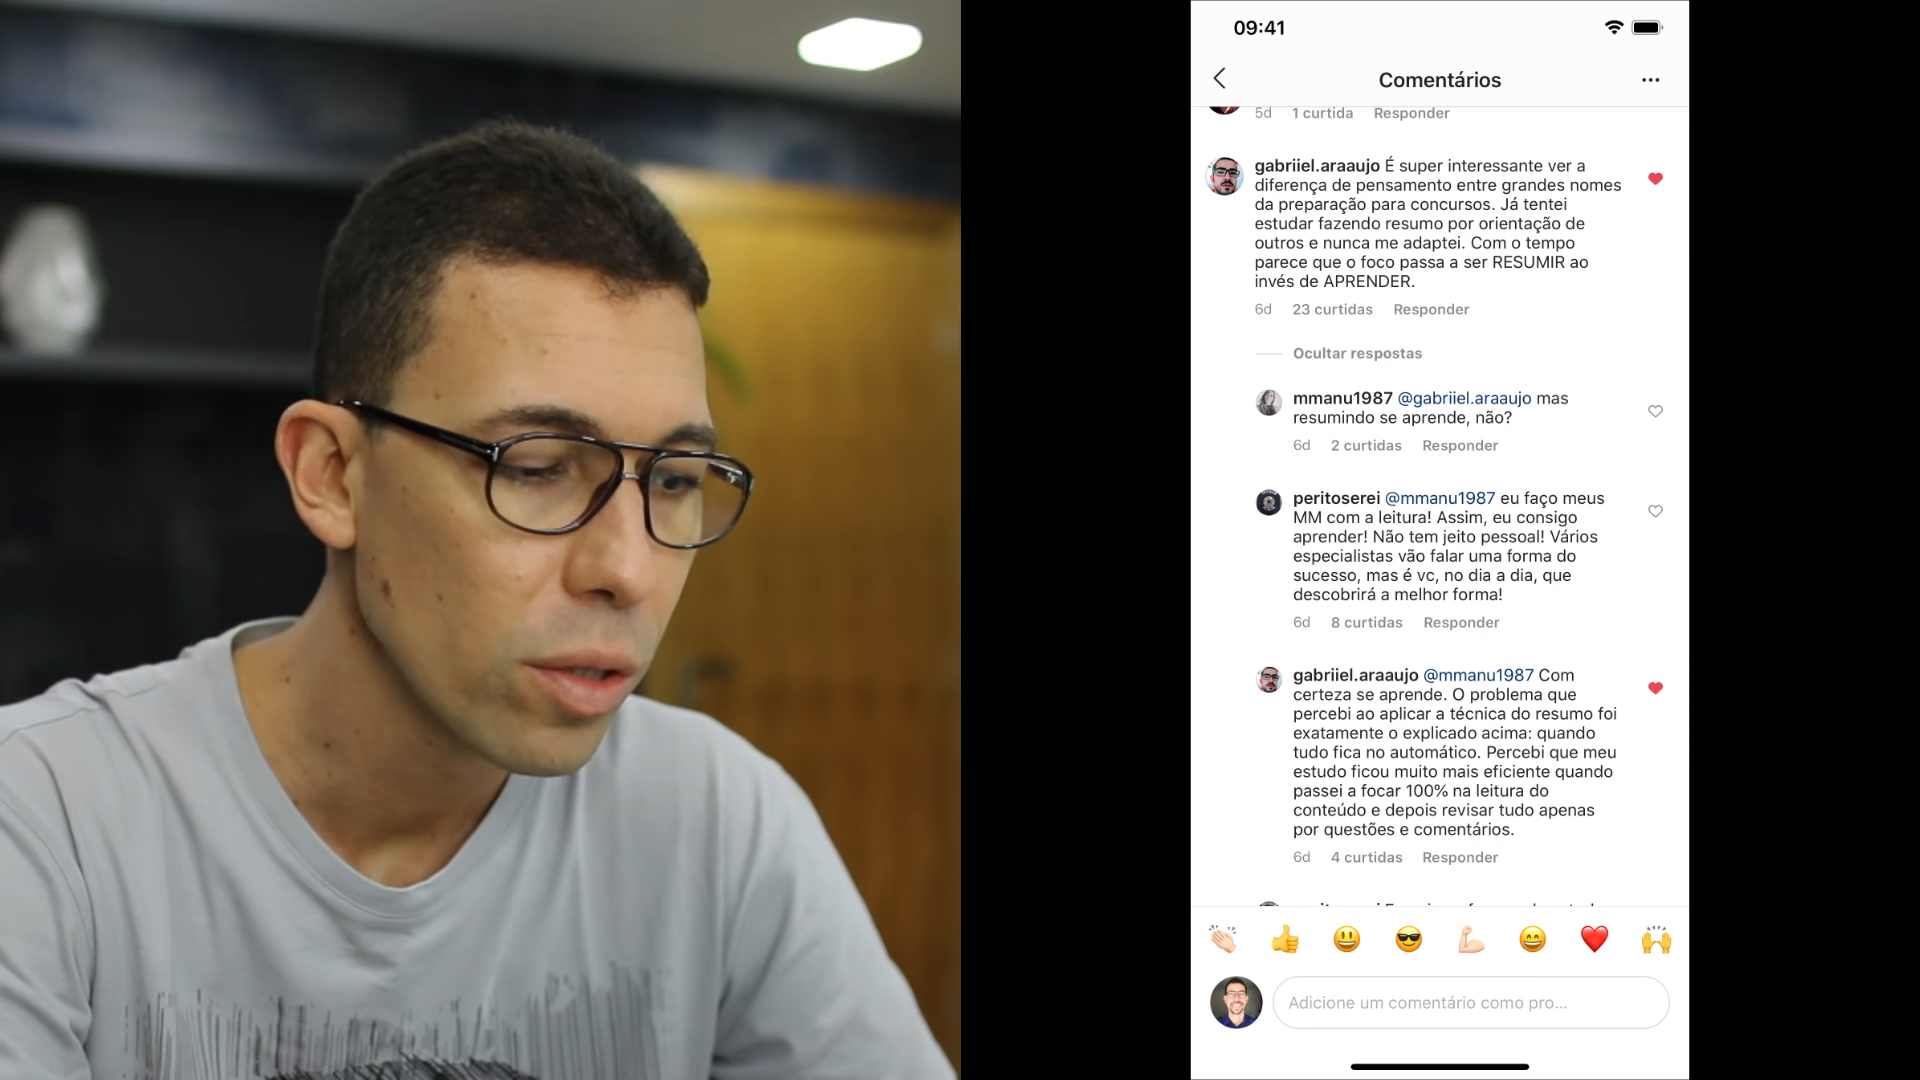 09:41
Comentários
5d 1 curtida Responder
gabriiel.araaujo É super interessante ver a
diferença de pensamento entre grandes nomes
da preparação para concursos. Já tentei
estudar fazendo resumo por orientação de
outros e nunca me adaptei. Com o tempo
parece que o foco passa a ser RESUMIR ao
invés de APRENDER.
6d 23 curtidas Responder
Ocultar respostas
mmanu1987 @gabriiel.araaujo mas
resumindo se aprende, não?
6d 2 curtidas Responder
peritoserei @mmanu1987 eu faço meus
MM com a leitura! Assim, eu consigo
aprender! Não tem jeito pessoal! Vários
especialistas vão falar uma forma do
sucesso, mas é vc, no dia a dia, que
descobrirá a melhor forma!
6d 8 curtidas Responder
gabriiel.araaujo @mmanu1987 Com
certeza se aprende. O problema que
percebi ao aplicar a técnica do resumo foi
exatamente o explicado acima: quando
tudo fica no automático. Percebi que meu
estudo ficou muito mais eficiente quando
passei a focar 100% na leitura do
conteúdo e depois revisar tudo apenas
por questões e comentários.
6d 4 curtidas Responder
Adicione um comentário como pro...